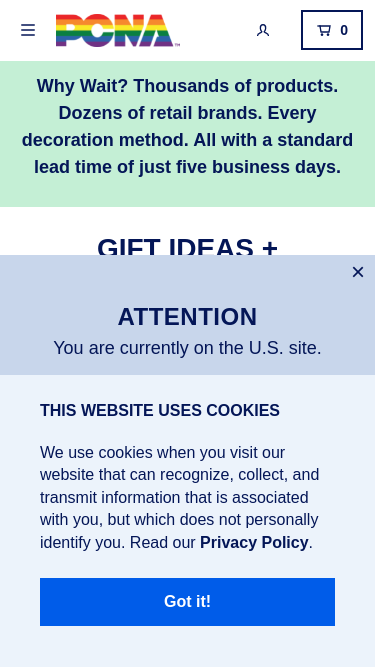 PCNA™
0
Why Wait? Thousands of products.
Dozens of retail brands. Every
decoration method. All with a standard
lead time of just five business days.
GIFT IDEAS +
×
ATTENTION
You are currently on the U.S. site.
THIS WEBSITE USES COOKIES
We use cookies when you visit our
website that can recognize, collect, and
transmit information that is associated
with you, but which does not personally
identify you. Read our Privacy Policy.
Got it!